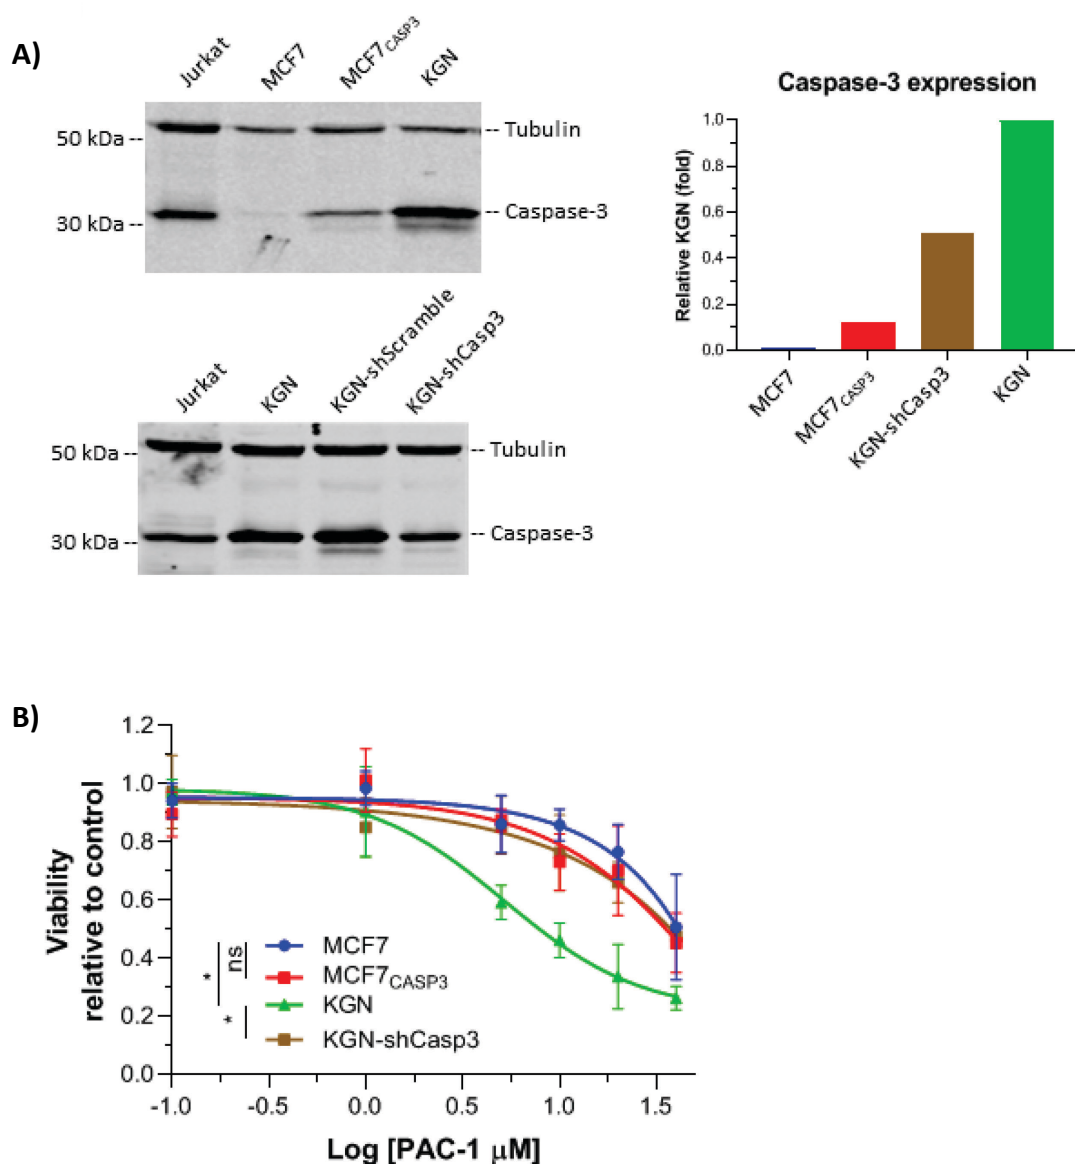 A)
Jurkat
MCF7
MCF7CASP3
KGN
50 kDa --
-- Tubulin
30 kDa --
-- Caspase-3
Jurkat
KGN
KGN-shScramble
KGN-shCasp3
50 kDa --
-- Tubulin
30 kDa --
-- Caspase-3
Caspase-3 expression
Relative KGN (fold)
1.0
0.8
0.6
0.4
0.2
0.0
MCF7
MCF7CASP3
KGN-shCasp3
KGN
B)
Viability
relative to control
1.2
1.0
0.8
0.6
0.4
0.2
0.0
* ns MCF7
MCF7CASP3
* KGN
KGN-shCasp3
-1.0 -0.5 0.0 0.5 1.0 1.5
Log [PAC-1 μM]